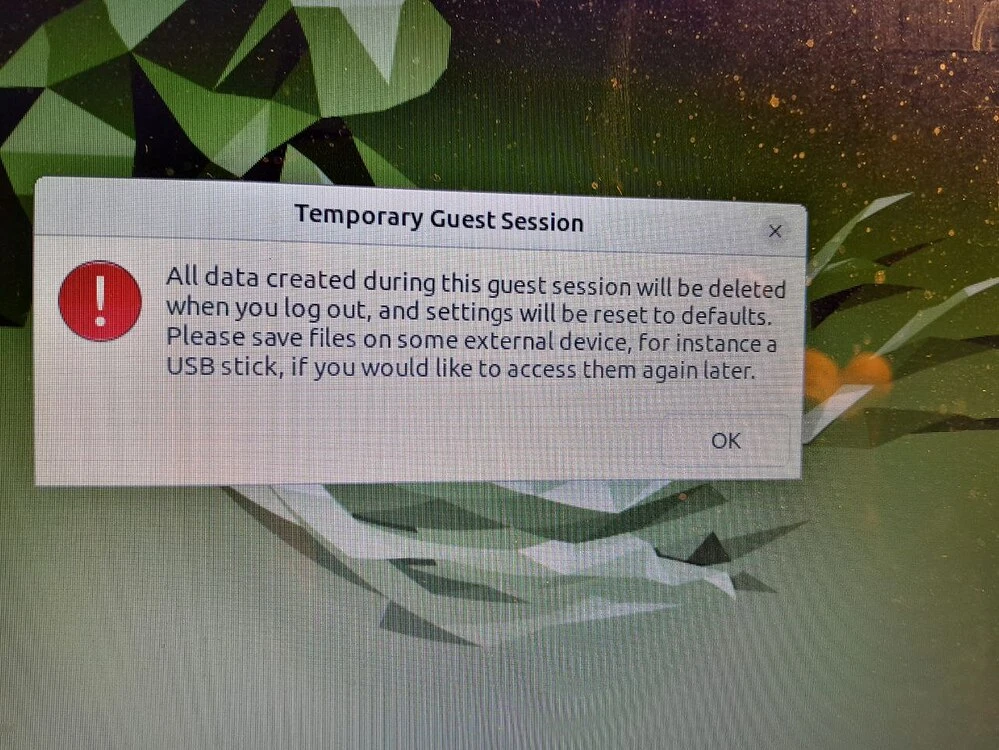 Temporary Guest Session
All data created during this guest session will be deleted
when you log out, and settings will be reset to defaults.
Please save files on some external device, for instance a
USB stick, if you would like to access them again later.
OK